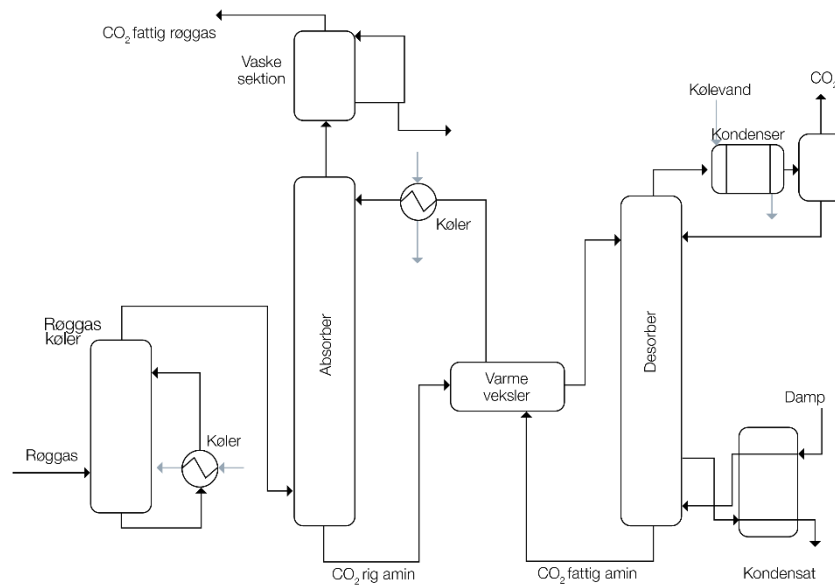 CO₂ fattig røggas
Vaske
sektion
CO₂
Kølevand
Kondenser
Køler
Absorber
Desorber
Røggas
køler
Varme
veksler
Damp
Køler
Røggas
CO₂ rig amin
CO₂ fattig amin
Kondensat